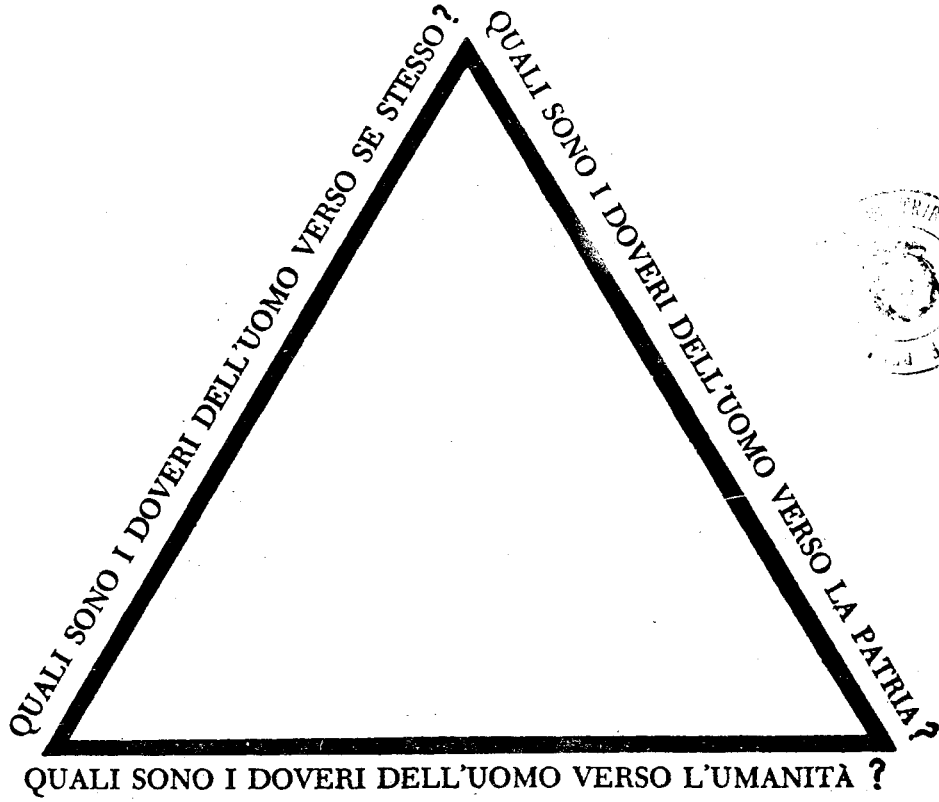 QUALI SONO I DOVERI DELL'UOMO VERSO SE STESSO?
QUALI SONO I DOVERI DELL'UOMO VERSO LA PATRIA?
QUALI SONO I DOVERI DELL'UOMO VERSO L'UMANITÀ ?